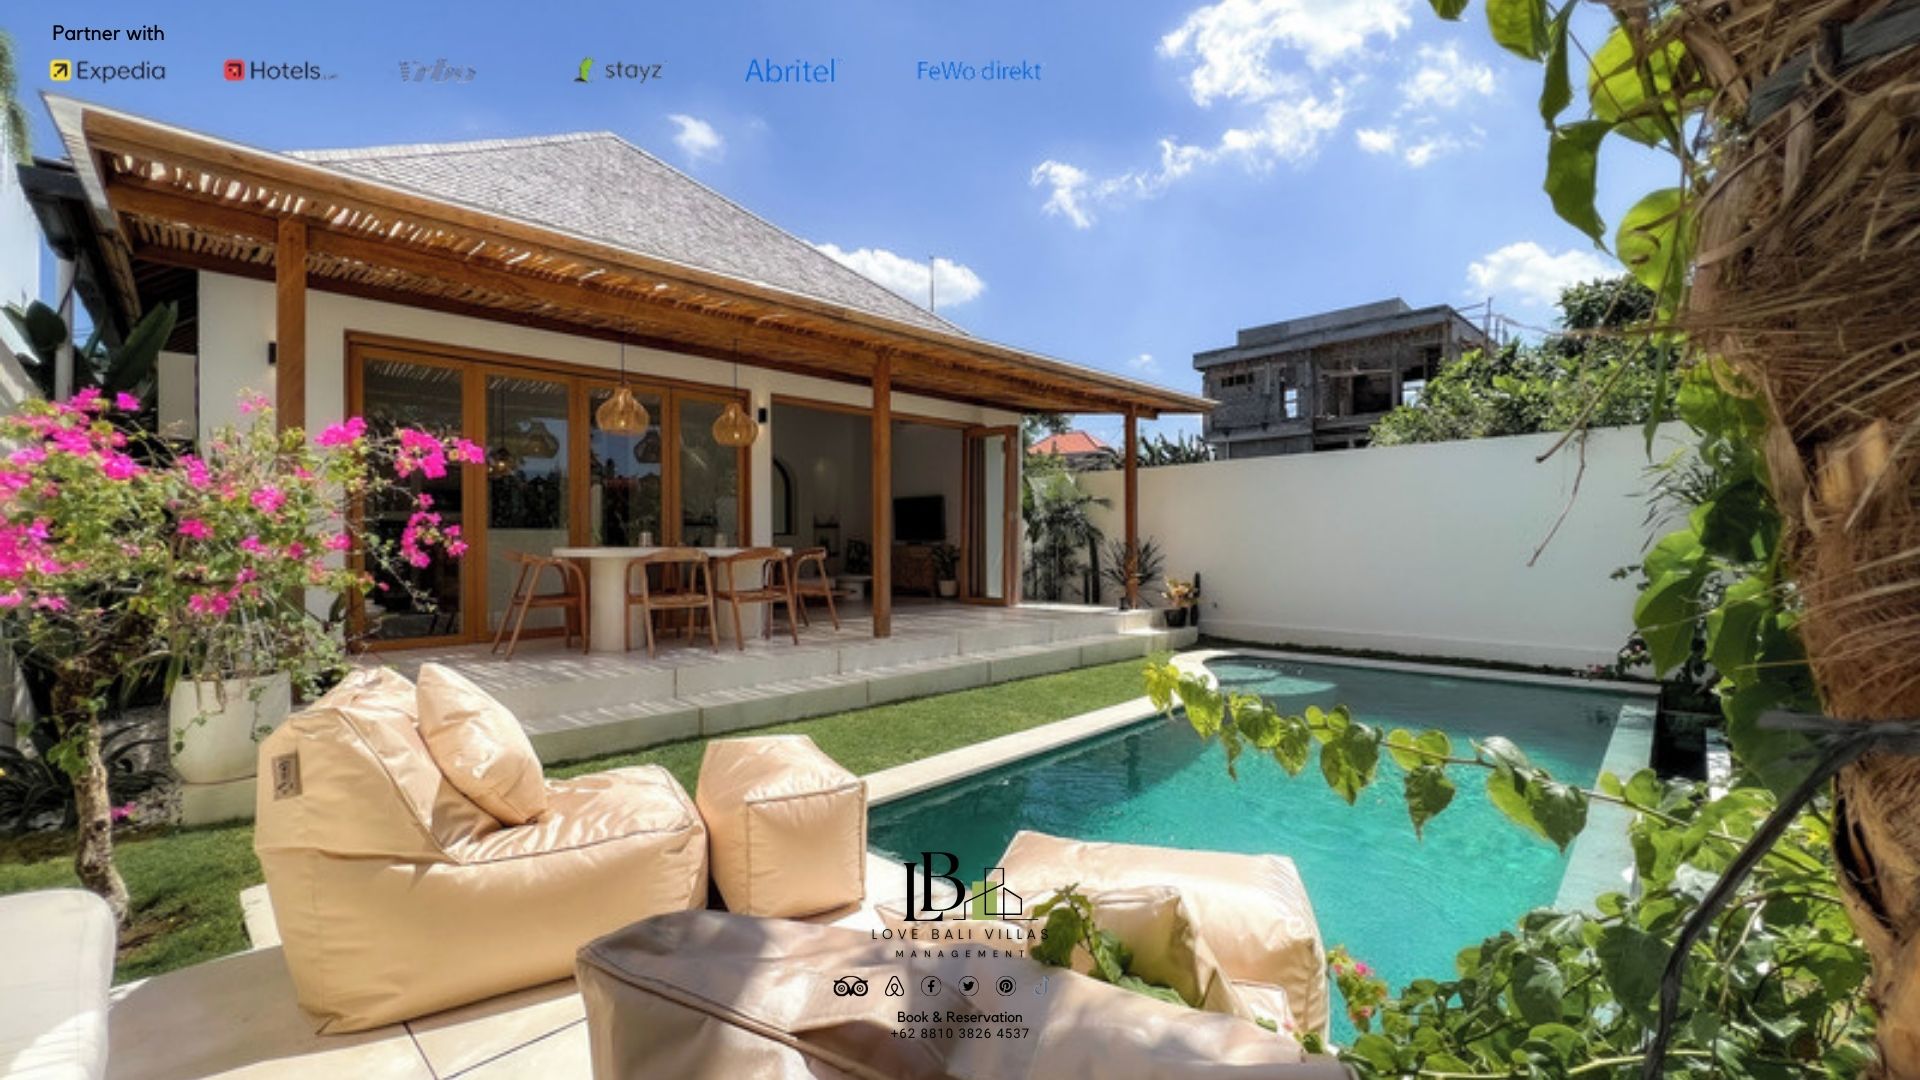 Partner with
Expedia
Hotels.com
Vrbo
stayz
Abritel
FeWo-direkt
LB
LOVE BALI VILLAS
MANAGEMENT
Book & Reservation
+62 8810 3826 4537